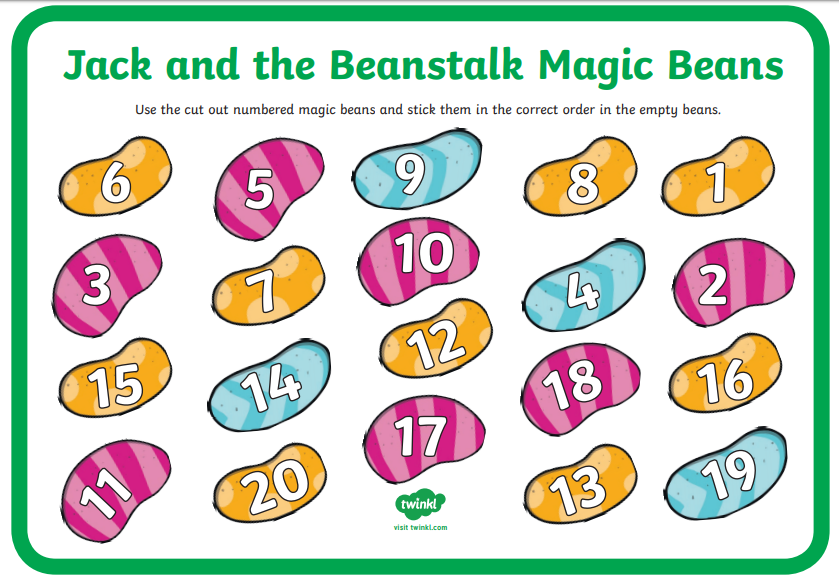 Jack and the Beanstalk Magic Beans
Use the cut out numbered magic beans and stick them in the correct order in the empty beans.
6 5 9 8 1
3 7 10 4 2
15 14 12 18 16
11 20 17 13 19
twinkl
visit twinkl.com